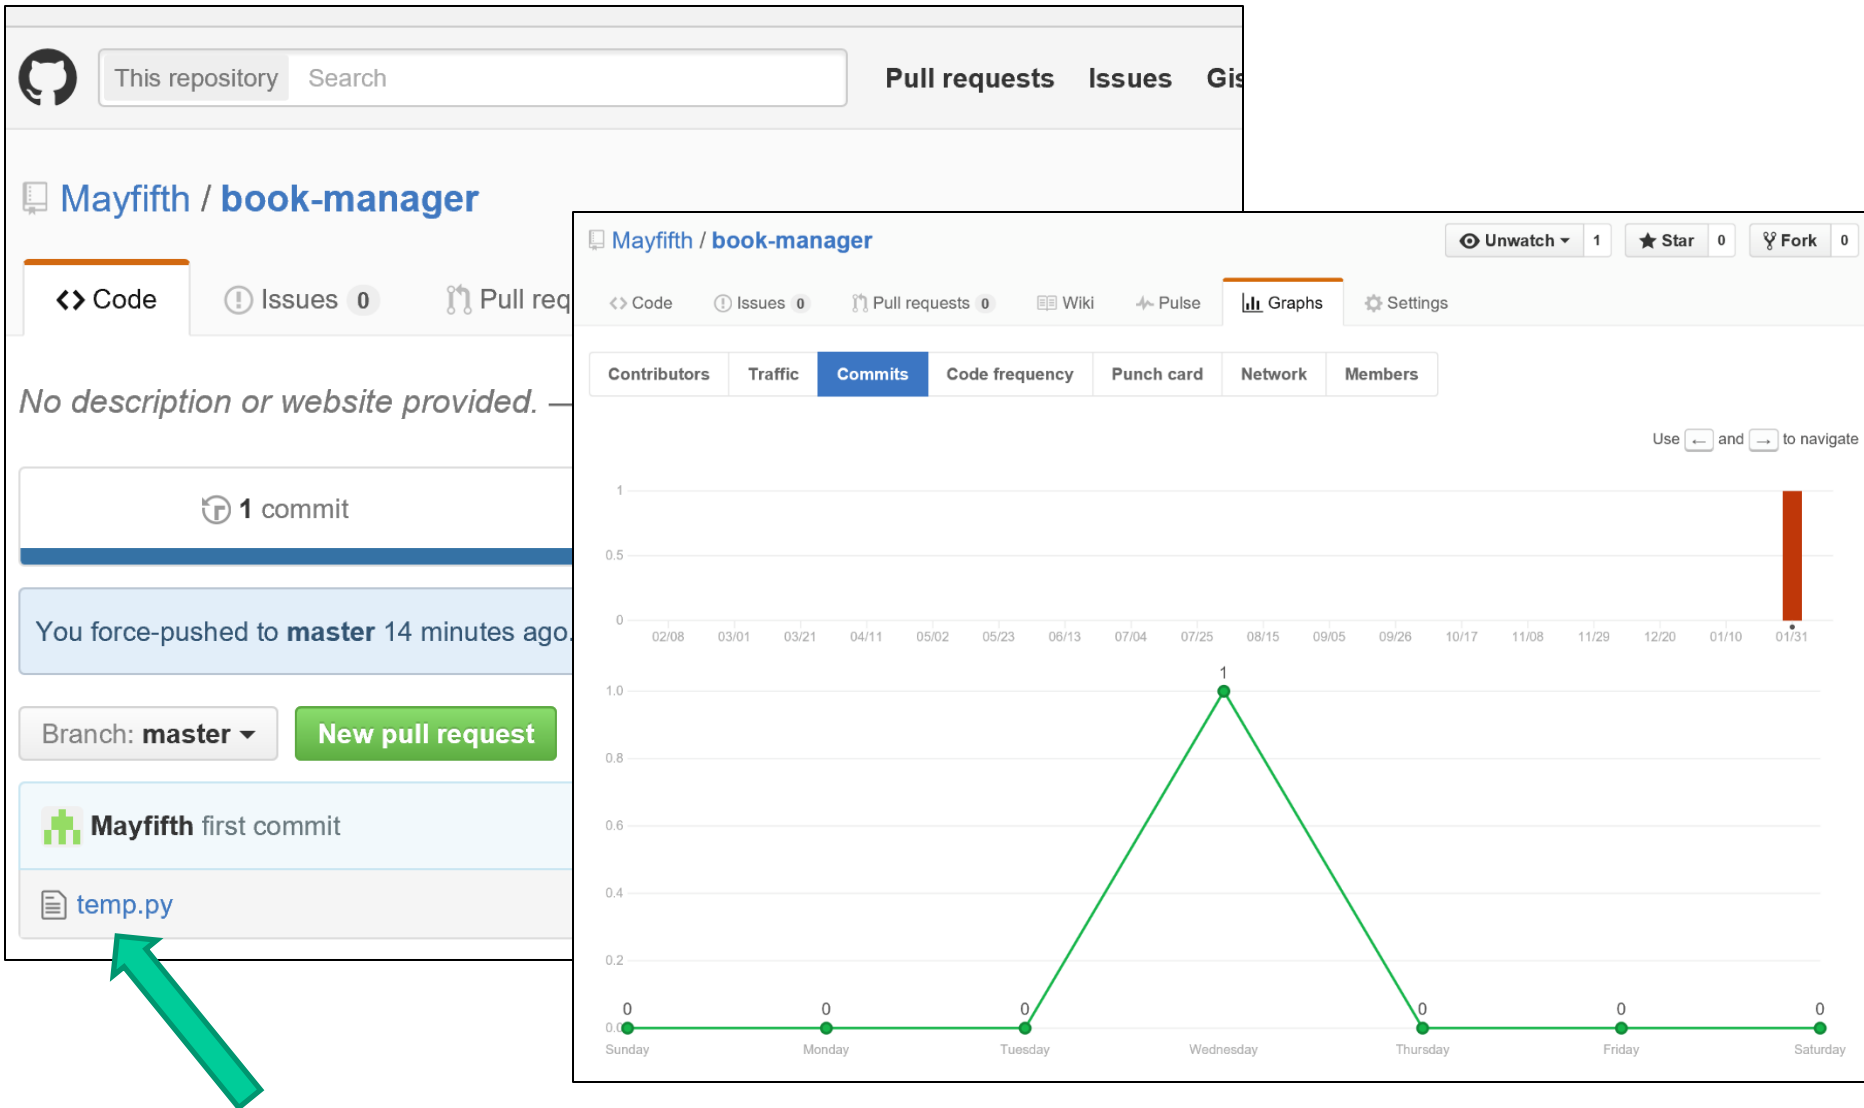 This repository Search Pull requests Issues Gis
Mayfifth / book-manager
Code Issues 0 Pull req
No description or website provided. —
1 commit
You force-pushed to master 14 minutes ago.
Branch: master New pull request
Mayfifth first commit
temp.py
Mayfifth / book-manager Unwatch 1 Star 0 Fork 0
Code Issues 0 Pull requests 0 Wiki Pulse Graphs Settings
Contributors Traffic Commits Code frequency Punch card Network Members
Use ← and → to navigate
1
0.5
0
02/08 03/01 03/21 04/11 05/02 05/23 06/13 07/04 07/25 08/15 09/05 09/26 10/17 11/08 11/29 12/20 01/10 01/31
1
1.0
0.8
0.6
0.4
0.2
0 0 0 0 0 0
0.0
Sunday Monday Tuesday Wednesday Thursday Friday Saturday